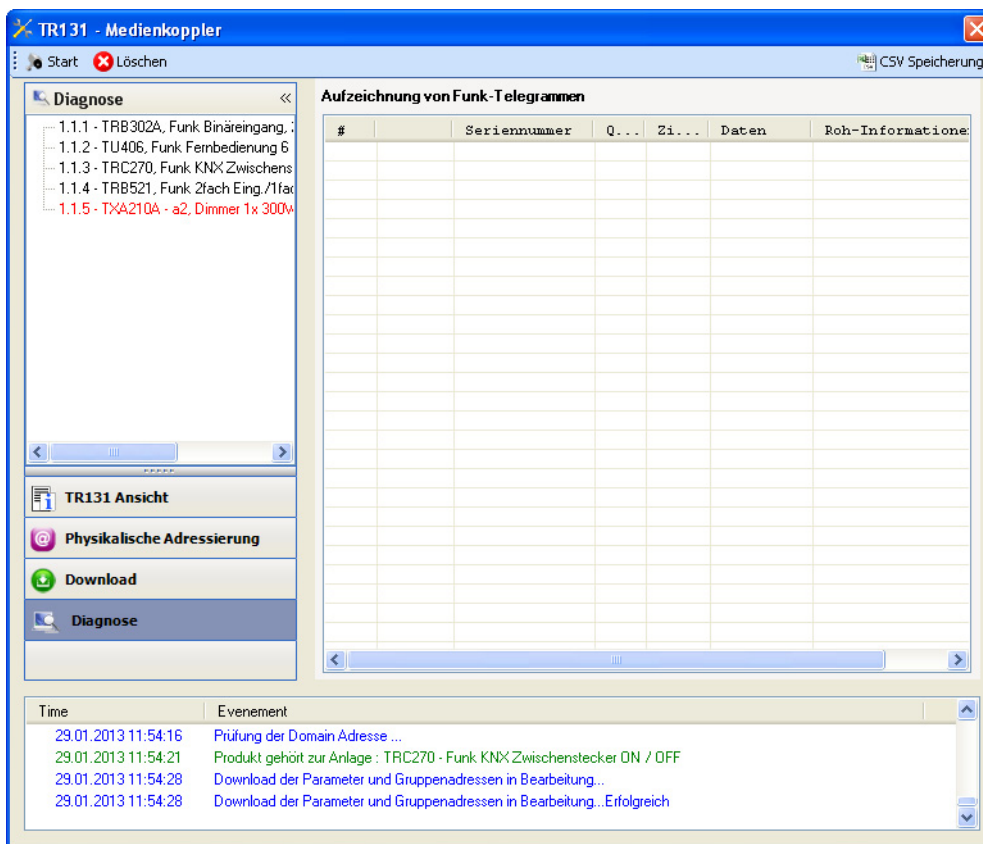 TR131 - Medienkoppler
Start Löschen CSV Speicherung
Diagnose «
1.1.1 - TRB302A, Funk Binäreingang,
1.1.2 - TU406, Funk Fernbedienung 6
1.1.3 - TRC270, Funk KNX Zwischens
1.1.4 - TRB521, Funk 2fach Eing./1fac
1.1.5 - TXA210A - a2, Dimmer 1x 300W
TR131 Ansicht
Physikalische Adressierung
Download
Diagnose
Aufzeichnung von Funk-Telegrammen
# Seriennummer Q... Zi... Daten Roh-Informatione
Time Evenement
29.01.2013 11:54:16 Prüfung der Domain Adresse ...
29.01.2013 11:54:21 Produkt gehört zur Anlage : TRC270 - Funk KNX Zwischenstecker ON / OFF
29.01.2013 11:54:28 Download der Parameter und Gruppenadressen in Bearbeitung...
29.01.2013 11:54:28 Download der Parameter und Gruppenadressen in Bearbeitung...Erfolgreich